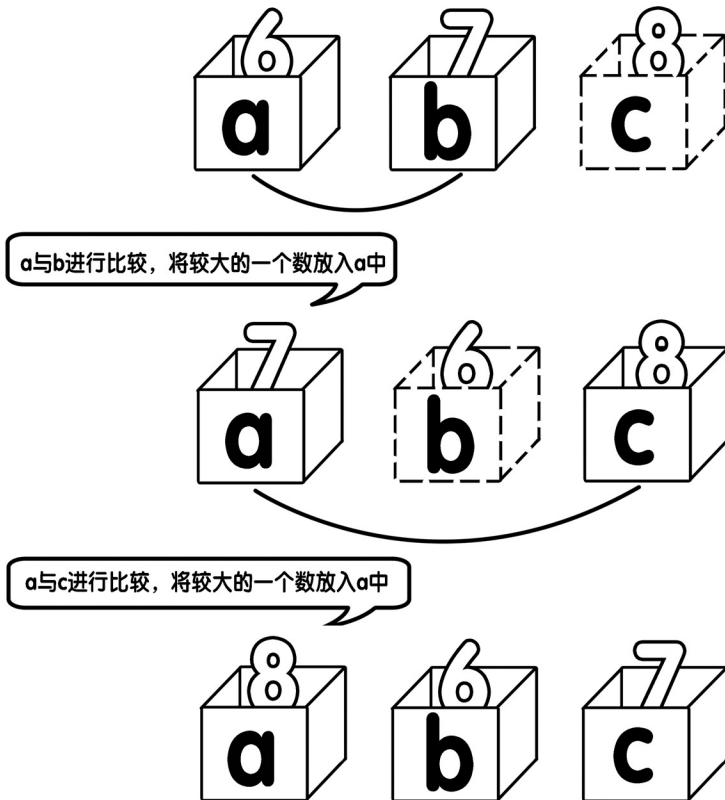 6 7 8
a b c
a与b进行比较，将较大的一个数放入a中
7 6 8
a b c
a与c进行比较，将较大的一个数放入a中
8 6 7
a b c